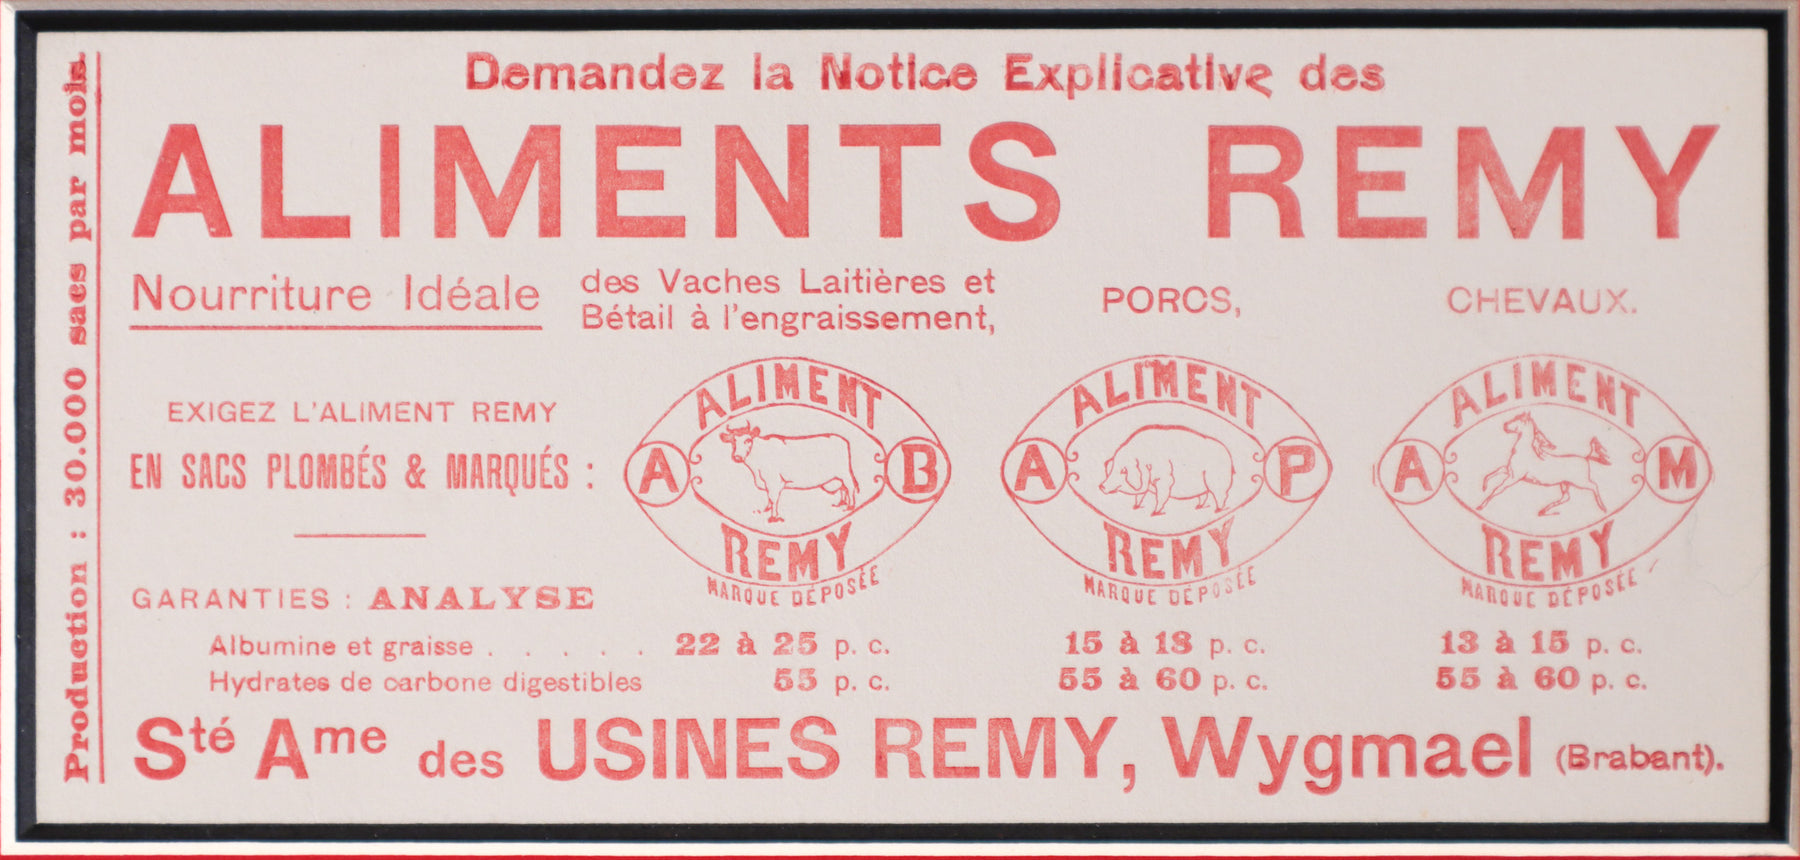 Demandez la Notice Explicative des
ALIMENTS REMY
Nourriture Idéale
des Vaches Laitières et
Bétail à l'engraissement,
PORCS,
CHEVAUX.
EXIGEZ L'ALIMENT REMY
EN SACS PLOMBÉS & MARQUÉS :
ALIMENT
A B
REMY
MARQUE DÉPOSÉE
ALIMENT
A P
REMY
MARQUE DÉPOSÉE
ALIMENT
A M
REMY
MARQUE DÉPOSÉE
GARANTIES : ANALYSE
Albumine et graisse . . . . . 22 à 25 p. c. 15 à 18 p. c. 13 à 15 p. c.
Hydrates de carbone digestibles 55 p. c. 55 à 60 p. c. 55 à 60 p. c.
Sté Ame des USINES REMY, Wygmael (Brabant).
Production : 30.000 sacs par mois.